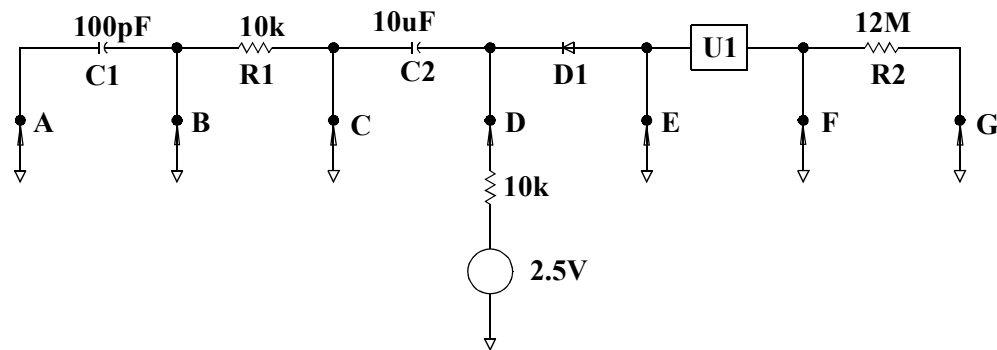 100pF 10k 10uF U1 12M
C1 R1 C2 D1 R2
A B C D E F G
10k
2.5V